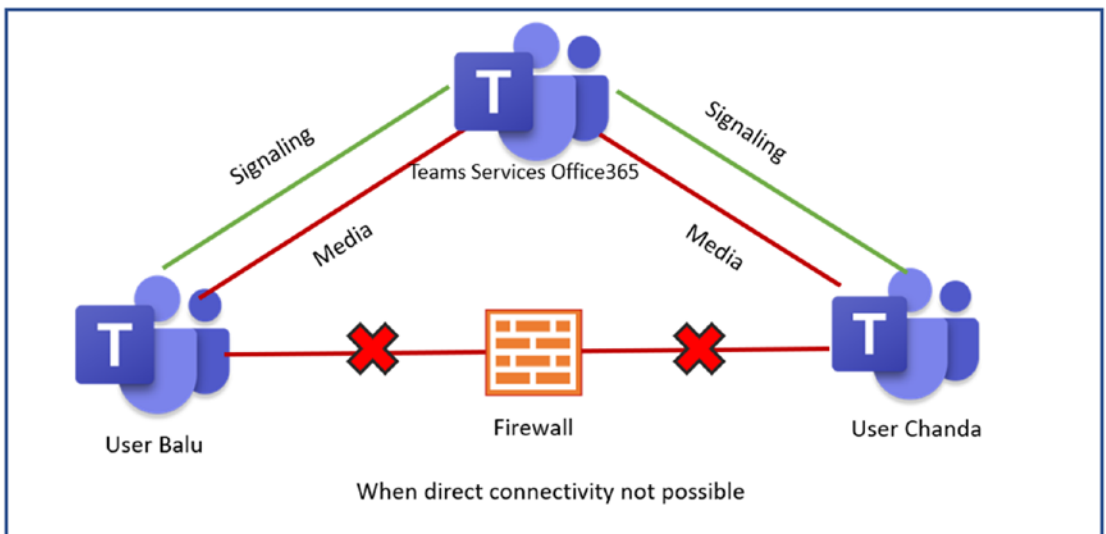 T
Signaling
Signaling
Teams Services Office365
Media
Media
T
T
Firewall
User Balu
User Chanda
When direct connectivity not possible